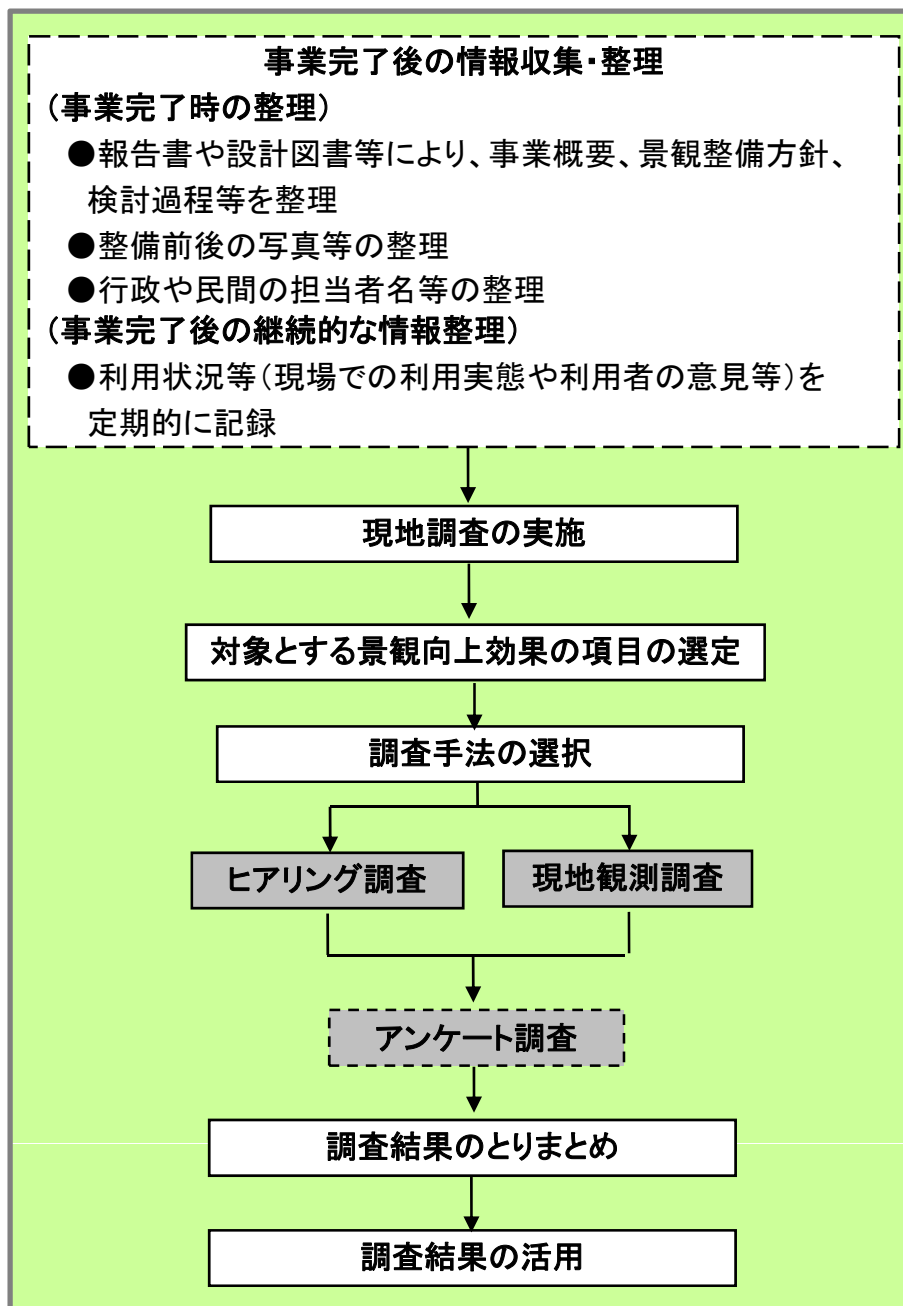 事業完了後の情報収集・整理
(事業完了時の整理)
●報告書や設計図書等により、事業概要、景観整備方針、
検討過程等を整理
●整備前後の写真等の整理
●行政や民間の担当者名等の整理
(事業完了後の継続的な情報整理)
●利用状況等(現場での利用実態や利用者の意見等)を
定期的に記録
現地調査の実施
対象とする景観向上効果の項目の選定
調査手法の選択
ヒアリング調査
現地観測調査
アンケート調査
調査結果のとりまとめ
調査結果の活用